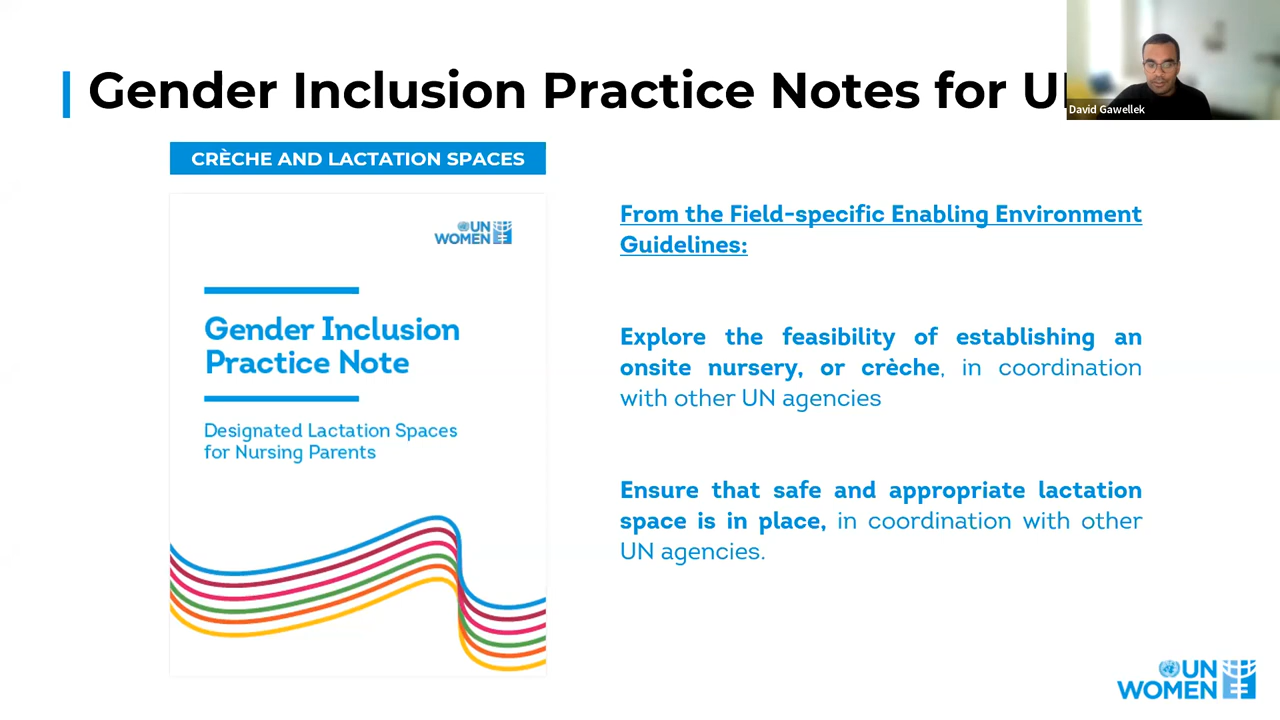 Gender Inclusion Practice Notes for
David Gawellek
CRÈCHE AND LACTATION SPACES
UN
WOMEN
Gender Inclusion
Practice Note
Designated Lactation Spaces
for Nursing Parents
From the Field-specific Enabling Environment
Guidelines:
Explore the feasibility of establishing an
onsite nursery, or crèche, in coordination
with other UN agencies
Ensure that safe and appropriate lactation
space is in place, in coordination with other
UN agencies.
UN
WOMEN